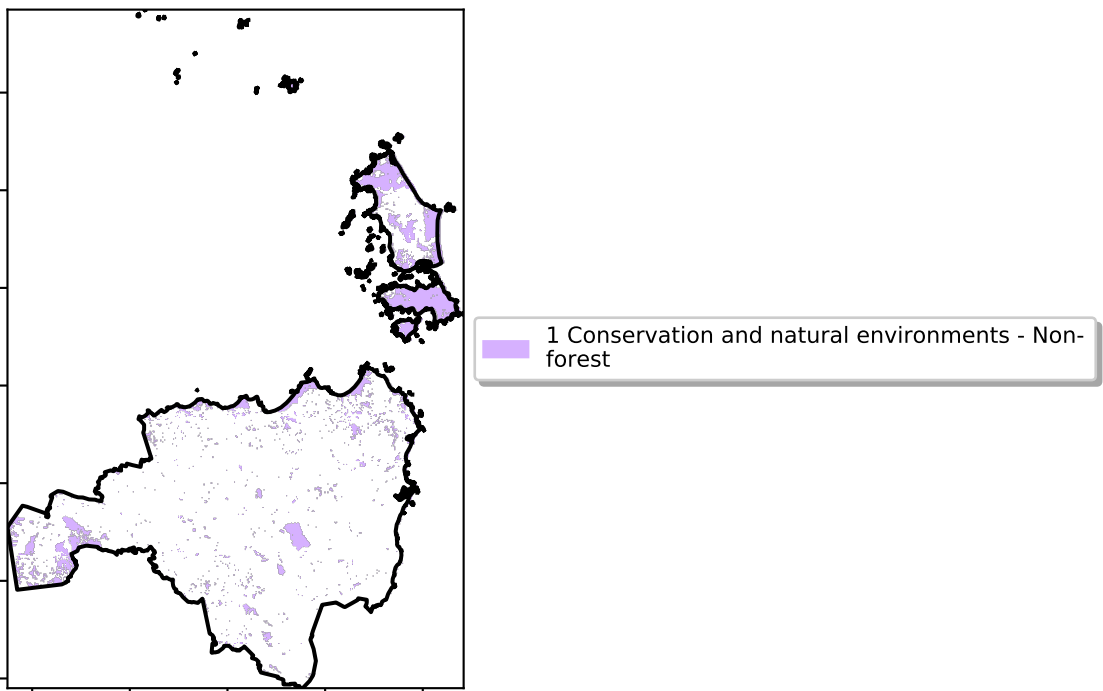 1 Conservation and natural environments - Non-
forest